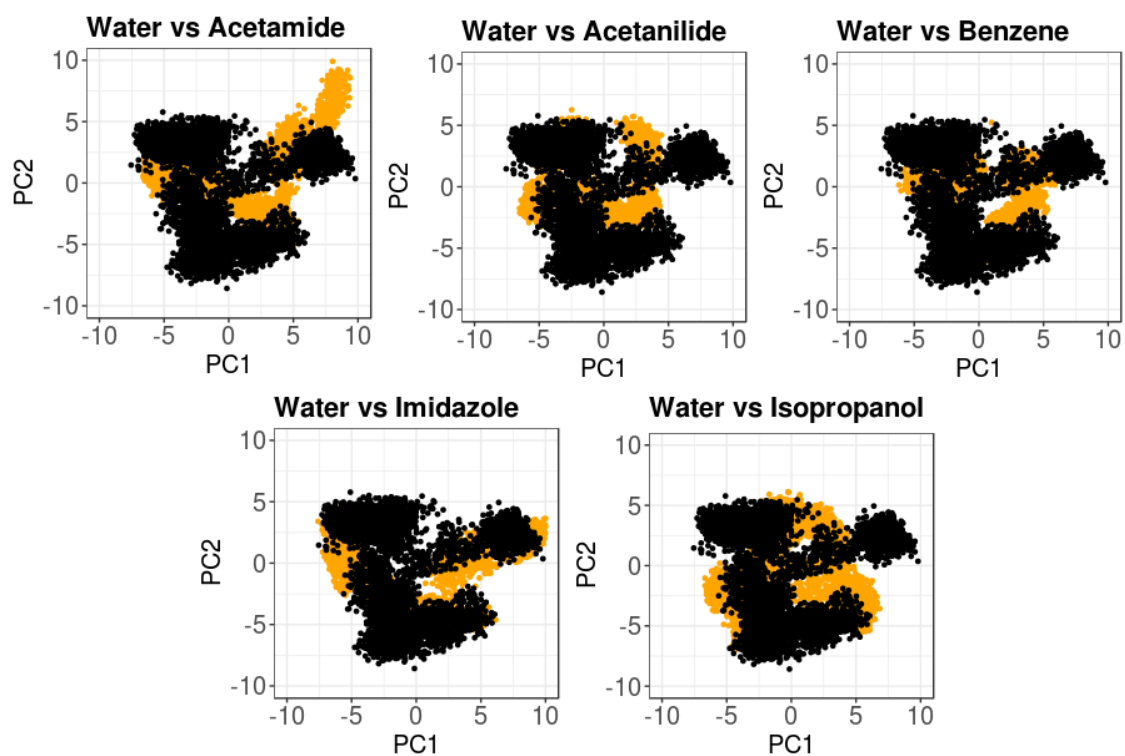 Water vs Acetamide
Water vs Acetanilide
Water vs Benzene
10
5
0
-5
-10
PC2
-10 -5 0 5 10
PC1
10
5
0
-5
-10
PC2
-10 -5 0 5 10
PC1
10
5
0
-5
-10
PC2
-10 -5 0 5 10
PC1
Water vs Imidazole
Water vs Isopropanol
10
5
0
-5
-10
PC2
-10 -5 0 5 10
PC1
10
5
0
-5
-10
PC2
-10 -5 0 5 10
PC1